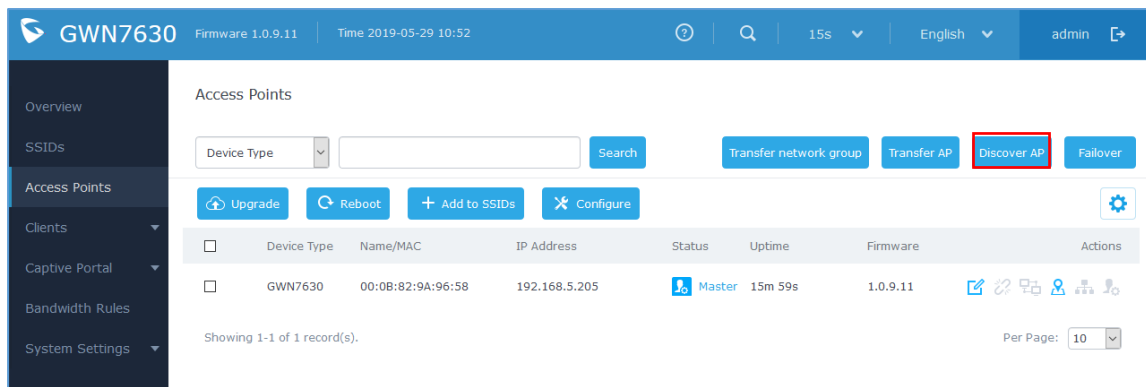 GWN7630 Firmware 1.0.9.11 Time 2019-05-29 10:52 15s English admin
Overview
SSIDs
Access Points
Clients
Captive Portal
Bandwidth Rules
System Settings
Access Points
Device Type Search Transfer network group Transfer AP Discover AP Failover
Upgrade Reboot + Add to SSIDs Configure
Device Type Name/MAC IP Address Status Uptime Firmware Actions
GWN7630 00:0B:82:9A:96:58 192.168.5.205 Master 15m 59s 1.0.9.11
Showing 1-1 of 1 record(s). Per Page: 10